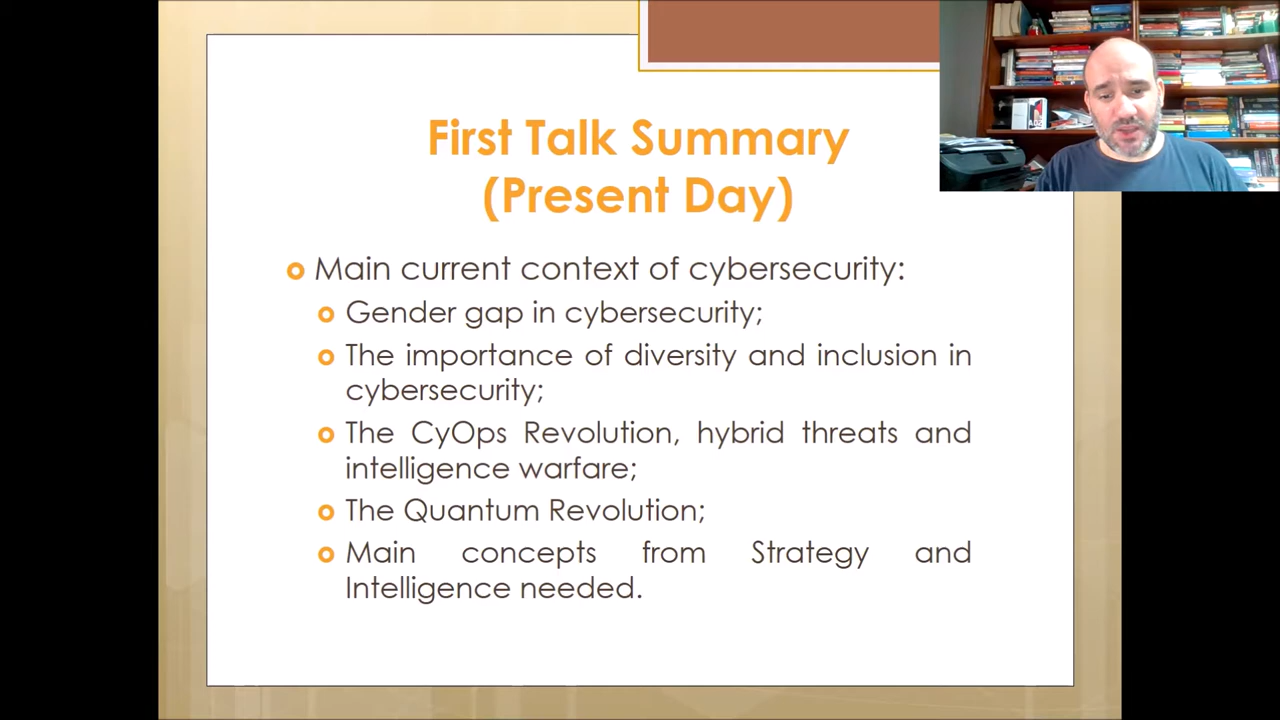 First Talk Summary
(Present Day)
Main current context of cybersecurity:
Gender gap in cybersecurity;
The importance of diversity and inclusion in
cybersecurity;
The CyOps Revolution, hybrid threats and
intelligence warfare;
The Quantum Revolution;
Main concepts from Strategy and
Intelligence needed.